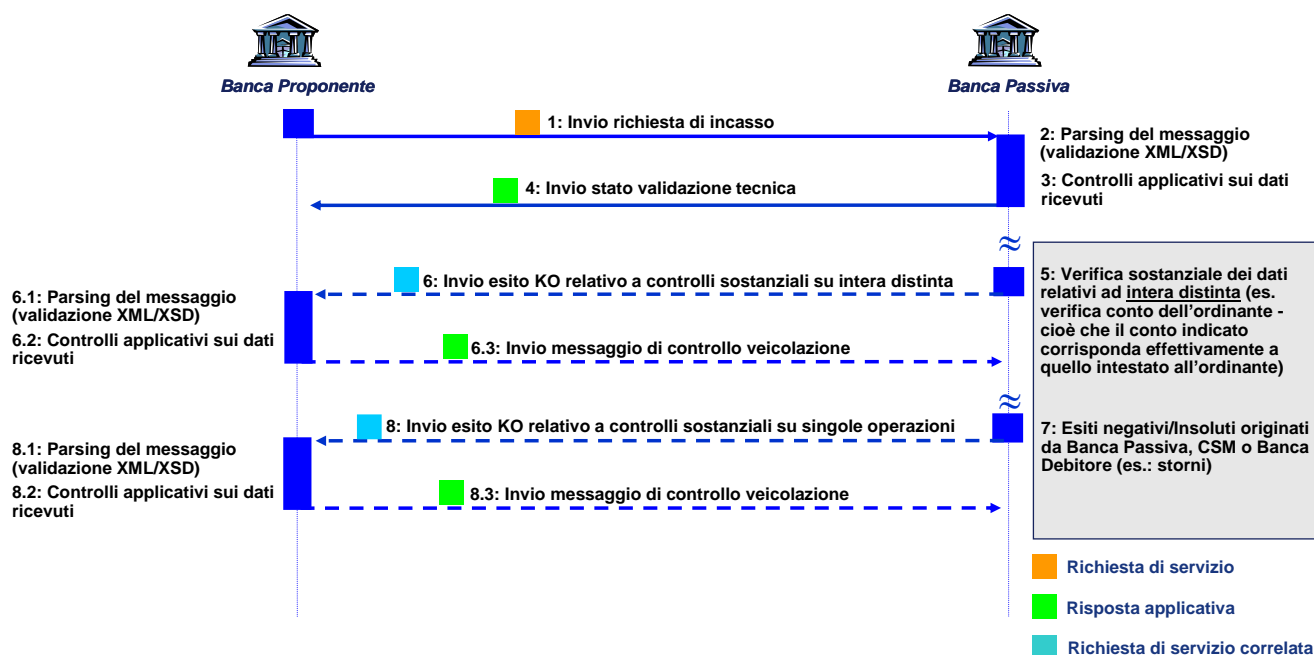 Banca Proponente
Banca Passiva
1: Invio richiesta di incasso
2: Parsing del messaggio
(validazione XML/XSD)
3: Controlli applicativi sui dati
ricevuti
4: Invio stato validazione tecnica
5: Verifica sostanziale dei dati
relativi ad intera distinta (es.
verifica conto dell'ordinante -
cioè che il conto indicato
corrisponda effettivamente a
quello intestato all'ordinante)
6: Invio esito KO relativo a controlli sostanziali su intera distinta
6.1: Parsing del messaggio
(validazione XML/XSD)
6.2: Controlli applicativi sui dati
ricevuti
6.3: Invio messaggio di controllo veicolazione
7: Esiti negativi/Insoluti originati
da Banca Passiva, CSM o Banca
Debitore (es.: storni)
8: Invio esito KO relativo a controlli sostanziali su singole operazioni
8.1: Parsing del messaggio
(validazione XML/XSD)
8.2: Controlli applicativi sui dati
ricevuti
8.3: Invio messaggio di controllo veicolazione
Richiesta di servizio
Risposta applicativa
Richiesta di servizio correlata